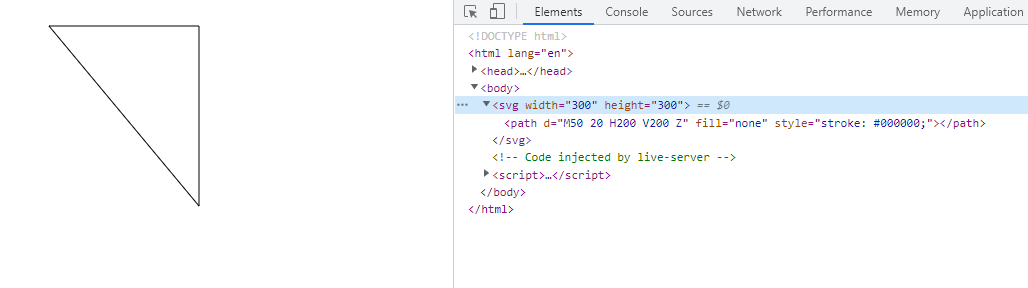 Elements Console Sources Network Performance Memory Application
<!DOCTYPE html>
<html lang="en">
<head>…</head>
<body>
<svg width="300" height="300"> == $0
<path d="M50 20 H200 V200 Z" fill="none" style="stroke: #000000;"></path>
</svg>
<!-- Code injected by live-server -->
<script>…</script>
</body>
</html>